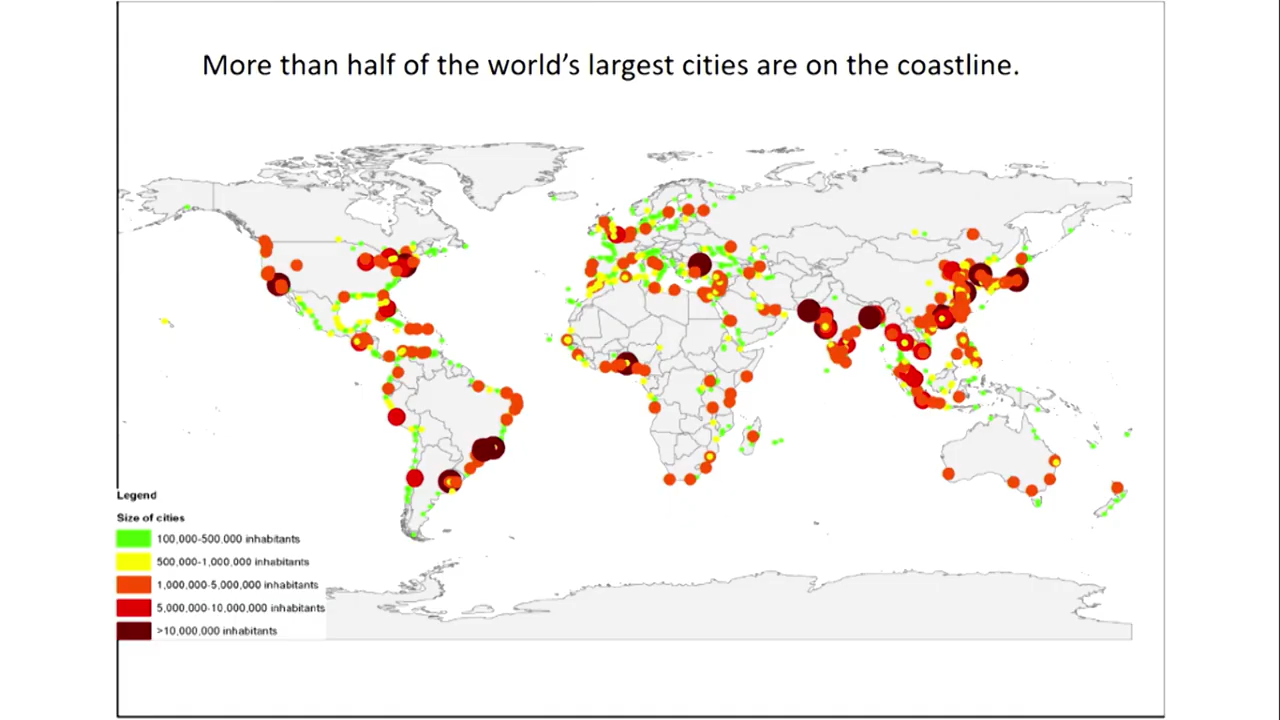 More than half of the world's largest cities are on the coastline.
Legend
Size of cities
100,000-500,000 inhabitants
500,000-1,000,000 inhabitants
1,000,000-5,000,000 inhabitants
5,000,000-10,000,000 inhabitants
>10,000,000 inhabitants